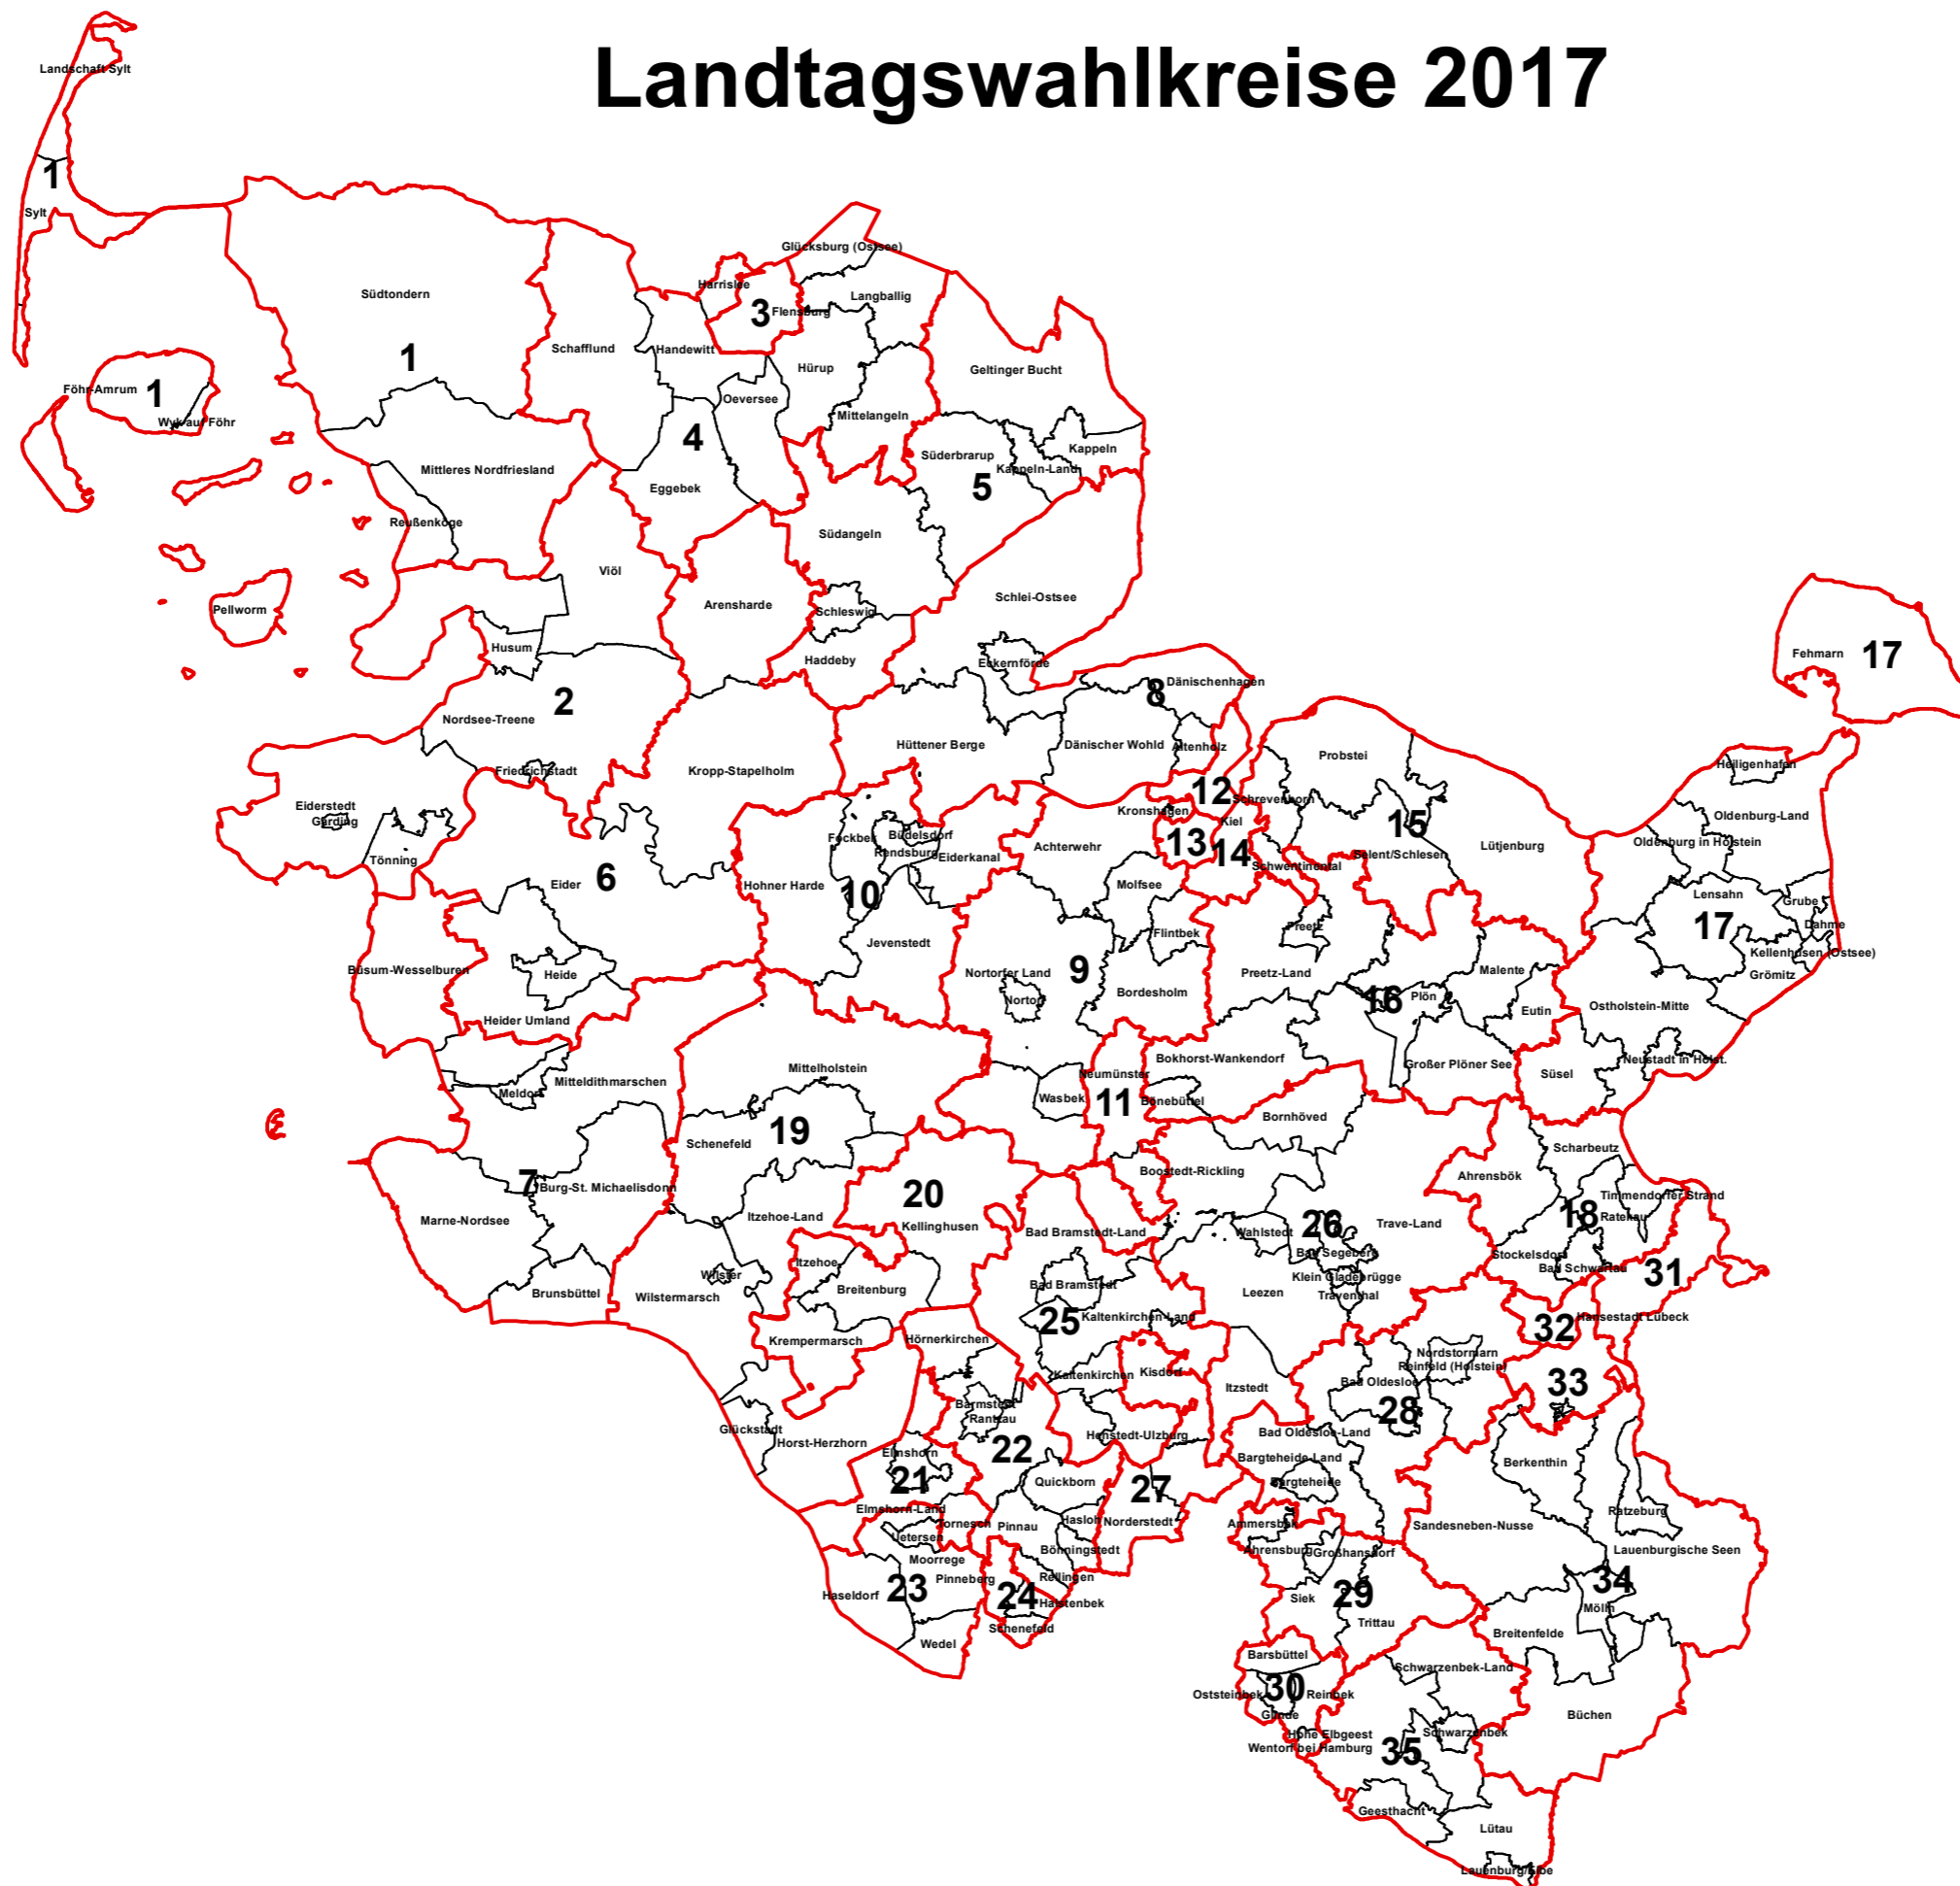 Landtagswahlkreise 2017
Landschaft Sylt
1
Sylt
Glücksburg (Ostsee)
Harrislee
Südtondern
Langballig
3
Flensburg
Schafflund
Handewitt
1
Hürup
Geltinger Bucht
Föhr-Amrum
1
Oeversee
Wyk auf Föhr
Mittelangeln
4
Kappeln
Süderbrarup
Mittleres Nordfriesland
Kappeln-Land
Eggebek
5
Reußenköge
Südangeln
Viöl
Schlei-Ostsee
Arensharde
Pellworm
Schleswig
Husum
Haddeby
Eckernförde
Fehmarn
17
Dänischenhagen
8
2
Nordsee-Treene
Hüttener Berge
Dänischer Wohld
Altenholz
Probstei
Friedrichstadt
Kropp-Stapelholm
Heiligenhafen
12
Schrevenborn
Eiderstedt
Garding
Kronshagen
Oldenburg-Land
Kiel
15
Fockbek
Büdelsdorf
Rendsburg
Eiderkanal
Achterwehr
13
14
Oldenburg in Holstein
Lütjenburg
Selent/Schlesen
Tönning
Schwentinental
Eider
6
Hohner Harde
10
Molfsee
Lensahn
Grube
Preetz
17
Dahme
Flintbek
Jevenstedt
Kellenhusen (Ostsee)
Büsum-Wesselburen
Heide
Nortorfer Land
9
Preetz-Land
Malente
Grömitz
Nortorf
Bordesholm
16
Plön
Eutin
Ostholstein-Mitte
Heider Umland
Mittelholstein
Bokhorst-Wankendorf
Großer Plöner See
Neustadt in Holst.
Süsel
Mitteldithmarschen
Neumünster
Meldorf
Wasbek
11
Bönebüttel
Bornhöved
19
Schenefeld
Scharbeutz
Boostedt-Rickling
Ahrensbök
7
Burg-St. Michaelisdonn
20
Timmendorfer Strand
Marne-Nordsee
Itzehoe-Land
Kellinghusen
Bad Bramstedt-Land
Wahlstedt
26
Trave-Land
18
Ratekau
Bad Segeberg
Stockelsdorf
Itzehoe
Bad Schwartau
31
Wilster
Klein Gladebrügge
Brunsbüttel
Wilstermarsch
Breitenburg
Bad Bramstedt
Leezen
Traventhal
25
Kaltenkirchen-Land
Hansestadt Lübeck
32
Krempermarsch
Hörnerkirchen
Nordstormarn
Reinfeld (Holstein)
Kaltenkirchen
Kisdorf
Itzstedt
Bad Oldesloe
33
28
Barmstedt
Rantzau
Glückstadt
Horst-Herzhorn
Henstedt-Ulzburg
Bad Oldesloe-Land
Elmshorn
22
Bargteheide-Land
Berkenthin
21
Quickborn
Bargteheide
27
Elmshorn-Land
Ratzeburg
Tornesch
Pinnau
Hasloh
Norderstedt
Ammersbek
Sandesneben-Nusse
Uetersen
Moorrege
Bönningstedt
Ahrensburg
Großhansdorf
Lauenburgische Seen
Pinneberg
Rellingen
34
Haseldorf
23
24
Halstenbek
Siek
29
Mölln
Schenefeld
Trittau
Breitenfelde
Wedel
Barsbüttel
Schwarzenbek-Land
Oststeinbek
30
Reinbek
Glinde
Büchen
Hohe Elbgeest
Schwarzenbek
Wentorf bei Hamburg
35
Geesthacht
Lütau
Lauenburg/Elbe